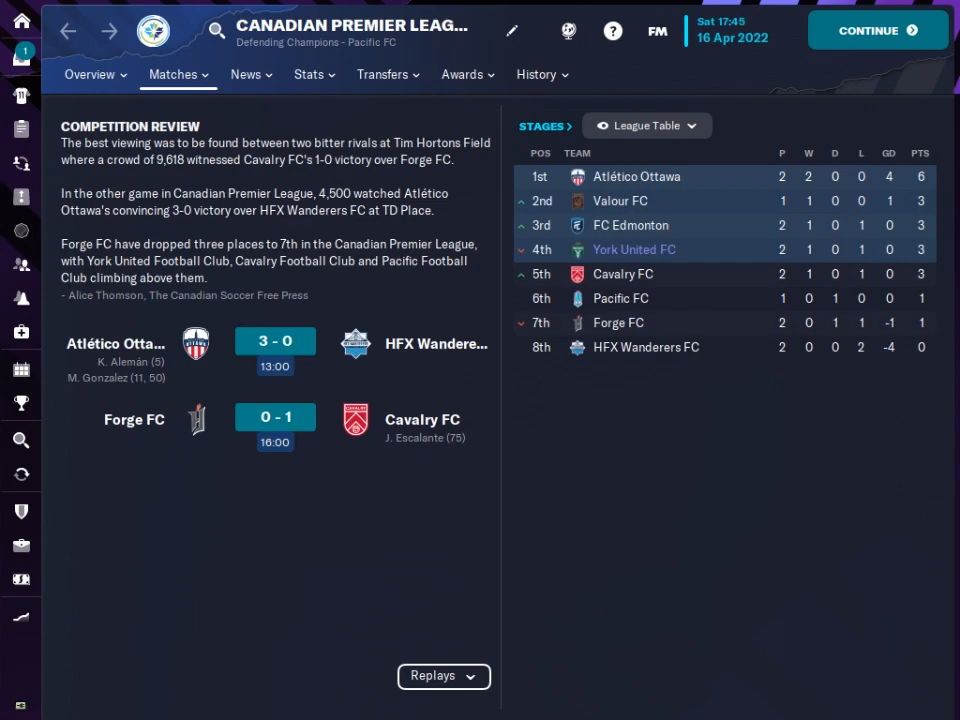 CANADIAN PREMIER LEAG...
Defending Champions - Pacific FC
FM
Sat 17:45
16 Apr 2022
CONTINUE
1
11
Overview
Matches
News
Stats
Transfers
Awards
History
COMPETITION REVIEW
The best viewing was to be found between two bitter rivals at Tim Hortons Field
where a crowd of 9,618 witnessed Cavalry FC's 1-0 victory over Forge FC.
In the other game in Canadian Premier League, 4,500 watched Atlético
Ottawa's convincing 3-0 victory over HFX Wanderers FC at TD Place.
Forge FC have dropped three places to 7th in the Canadian Premier League,
with York United Football Club, Cavalry Football Club and Pacific Football
Club climbing above them.
- Alice Thomson, The Canadian Soccer Free Press
Atlético Otta... 3 - 0 HFX Wandere...
K. Alemán (5)
13:00
M. Gonzalez (11, 50)
Forge FC 0 - 1 Cavalry FC
16:00
J. Escalante (75)
Replays
STAGES >
League Table
POS TEAM P W D L GD PTS
1st Atlético Ottawa 2 2 0 0 4 6
2nd Valour FC 1 1 0 0 1 3
3rd FC Edmonton 2 1 0 1 0 3
4th York United FC 2 1 0 1 0 3
5th Cavalry FC 2 1 0 1 0 3
6th Pacific FC 1 0 1 0 0 1
7th Forge FC 2 0 1 1 -1 1
8th HFX Wanderers FC 2 0 0 2 -4 0